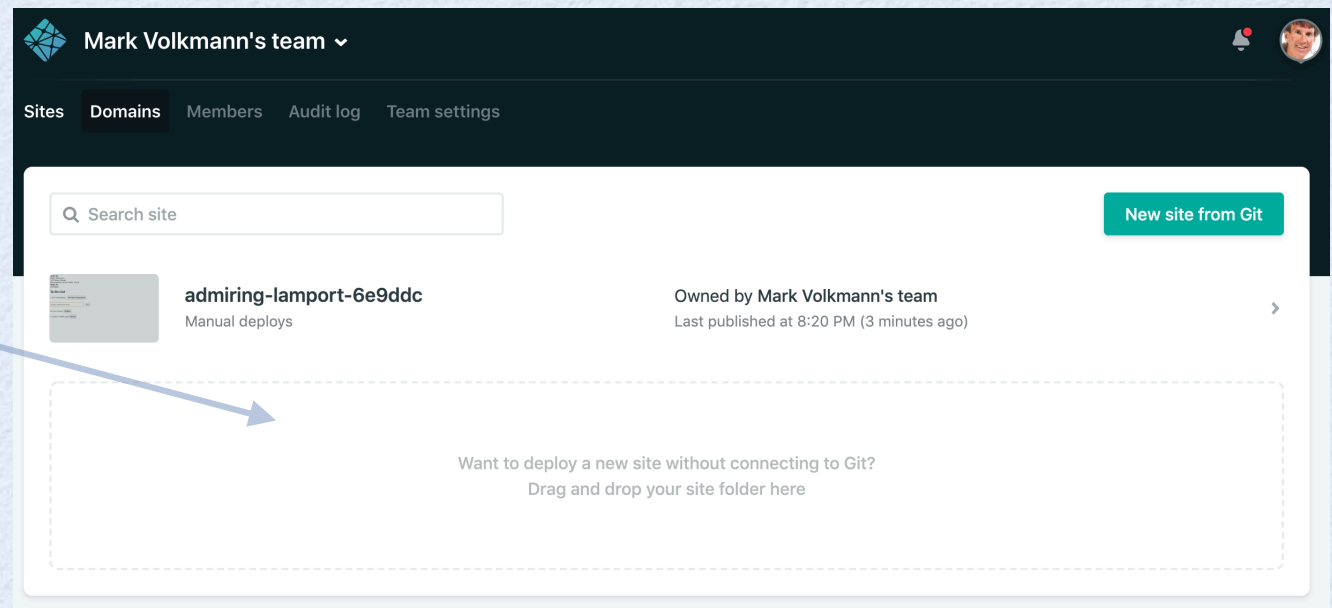 Mark Volkmann's team
Sites Domains Members Audit log Team settings
Search site
New site from Git
admiring-lamport-6e9ddc
Manual deploys
Owned by Mark Volkmann's team
Last published at 8:20 PM (3 minutes ago)
Want to deploy a new site without connecting to Git?
Drag and drop your site folder here